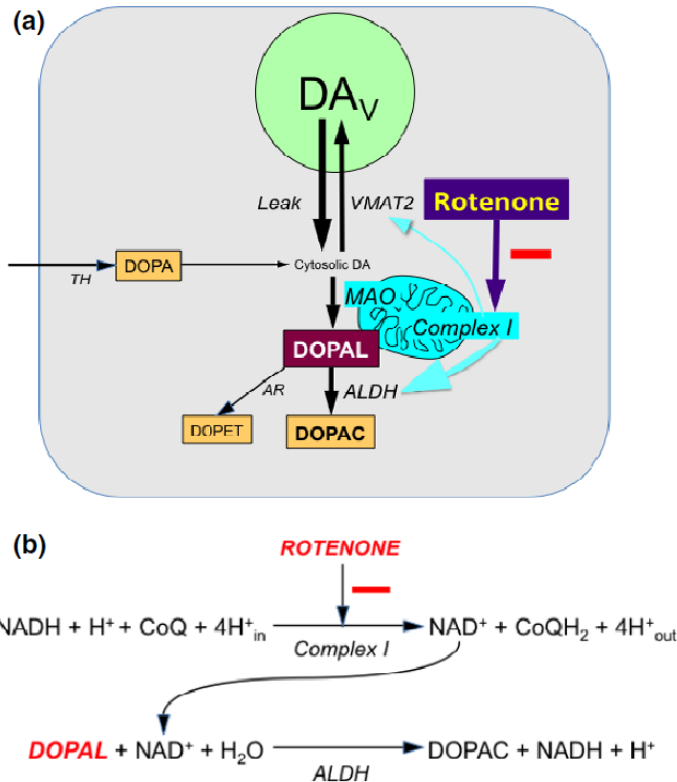 (a)
DAV
Leak
VMAT2
Rotenone
TH
DOPA
Cytosolic DA
MAO
Complex I
DOPAL
AR
ALDH
DOPET
DOPAC
(b)
ROTENONE
NADH + H⁺ + CoQ + 4H⁺in
NAD⁺ + CoQH₂ + 4H⁺out
Complex I
DOPAL + NAD⁺ + H₂O
DOPAC + NADH + H⁺
ALDH